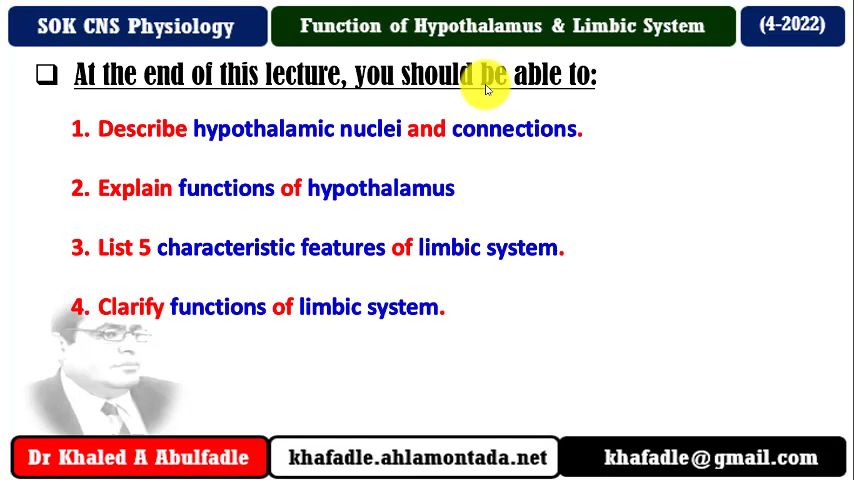 SOK CNS Physiology
Function of Hypothalamus & Limbic System
(4-2022)
At the end of this lecture, you should be able to:
1. Describe hypothalamic nuclei and connections.
2. Explain functions of hypothalamus
3. List 5 characteristic features of limbic system.
4. Clarify functions of limbic system.
Dr Khaled A Abulfadle
khafadle.ahlamontada.net
khafadle@gmail.com